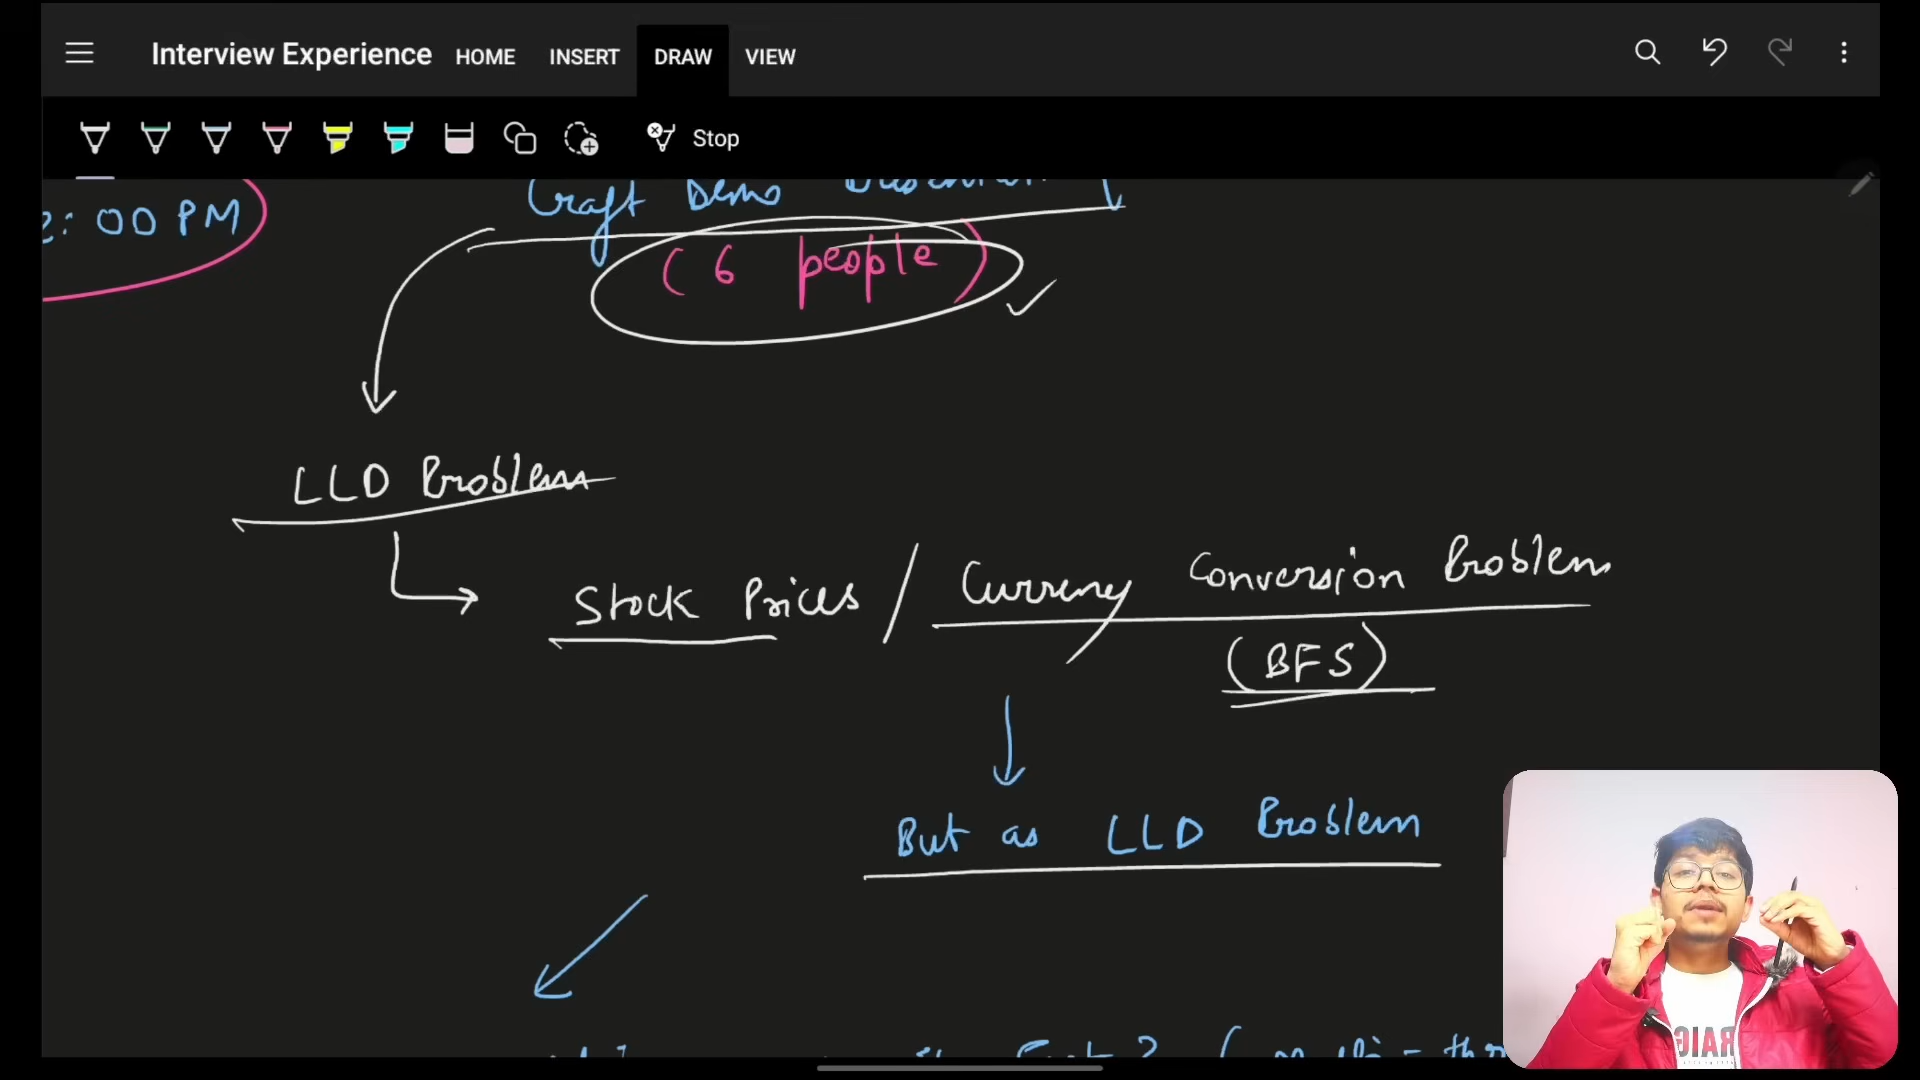 Interview Experience HOME INSERT DRAW VIEW
Stop
2:00 PM
Craft Demo
(6 people)
LLD Problem
Stock Prices / Currency Conversion Problem
(BFS)
But as LLD Problem